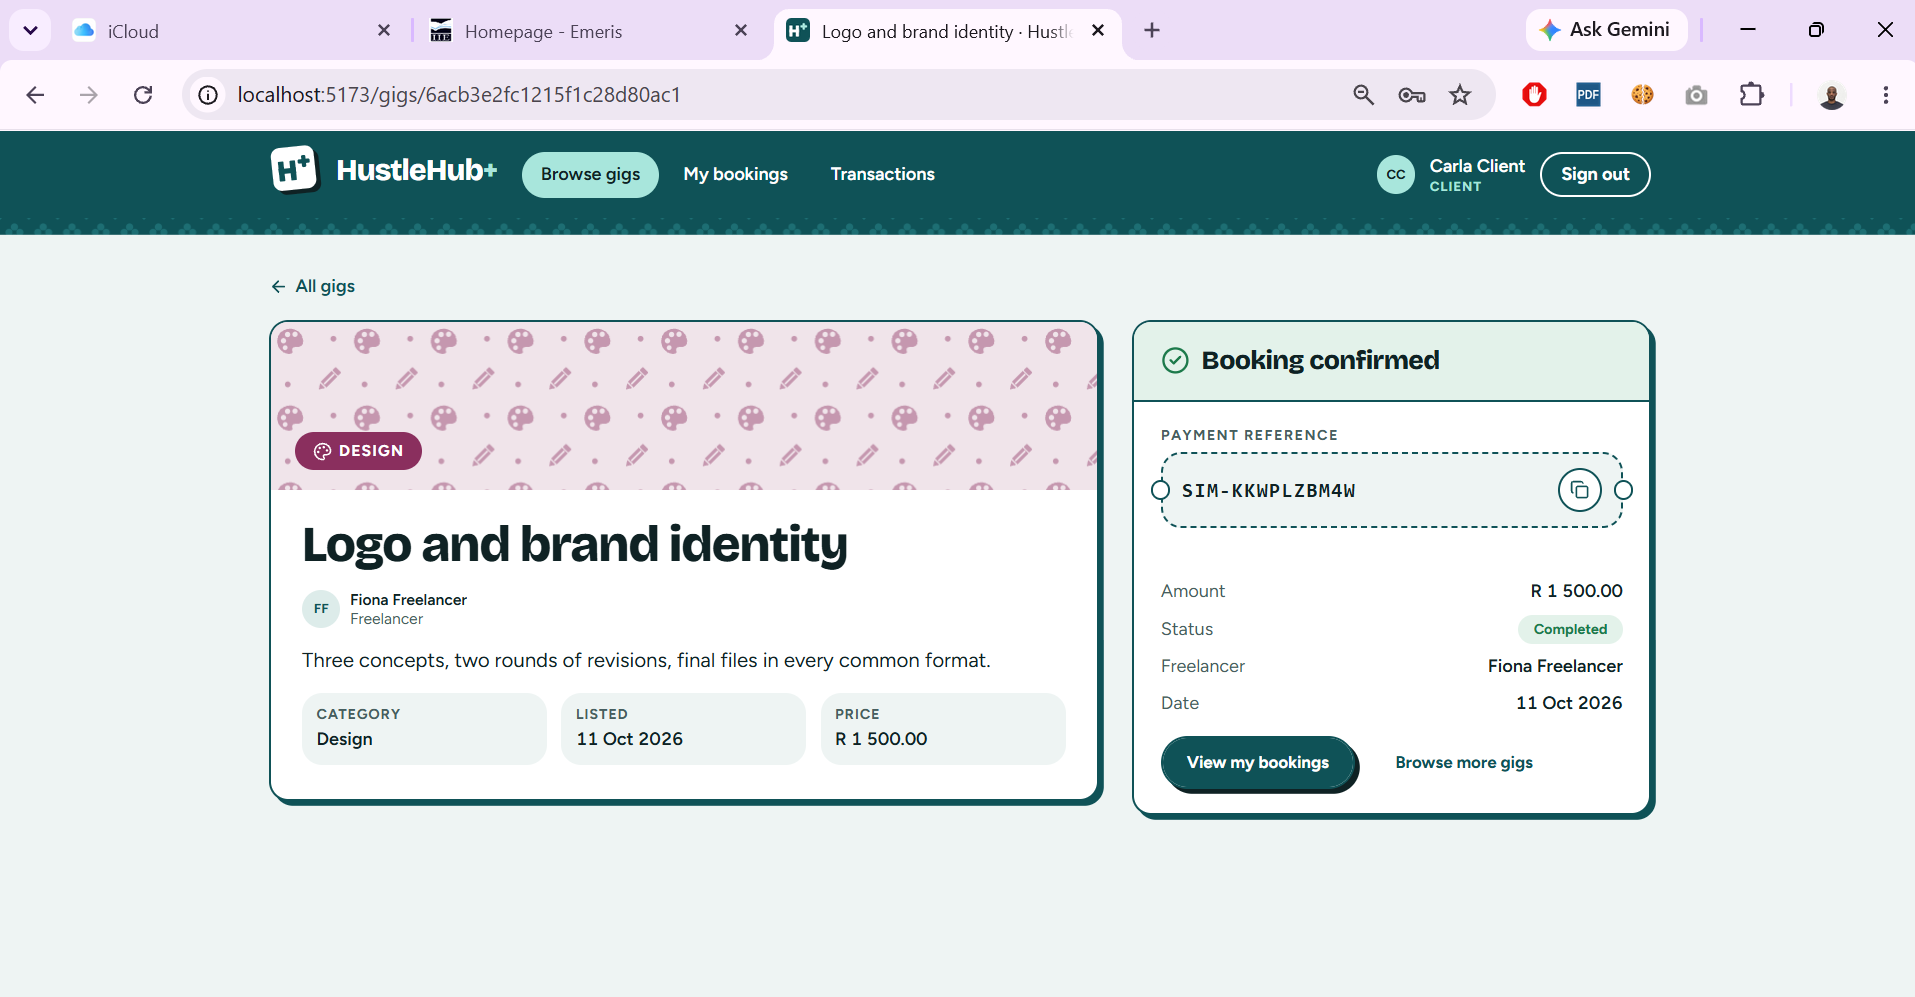 iCloud
Homepage - Emeris
Logo and brand identity · Hustle
Ask Gemini
localhost:5173/gigs/6acb3e2fc1215f1c28d80ac1
PDF
H+
HustleHub+
Browse gigs
My bookings
Transactions
CC
Carla Client
CLIENT
Sign out
All gigs
DESIGN
Logo and brand identity
FF
Fiona Freelancer
Freelancer
Three concepts, two rounds of revisions, final files in every common format.
CATEGORY
Design
LISTED
11 Oct 2026
PRICE
R 1 500.00
Booking confirmed
PAYMENT REFERENCE
SIM-KKWPLZBM4W
Amount R 1 500.00
Status Completed
Freelancer Fiona Freelancer
Date 11 Oct 2026
View my bookings
Browse more gigs